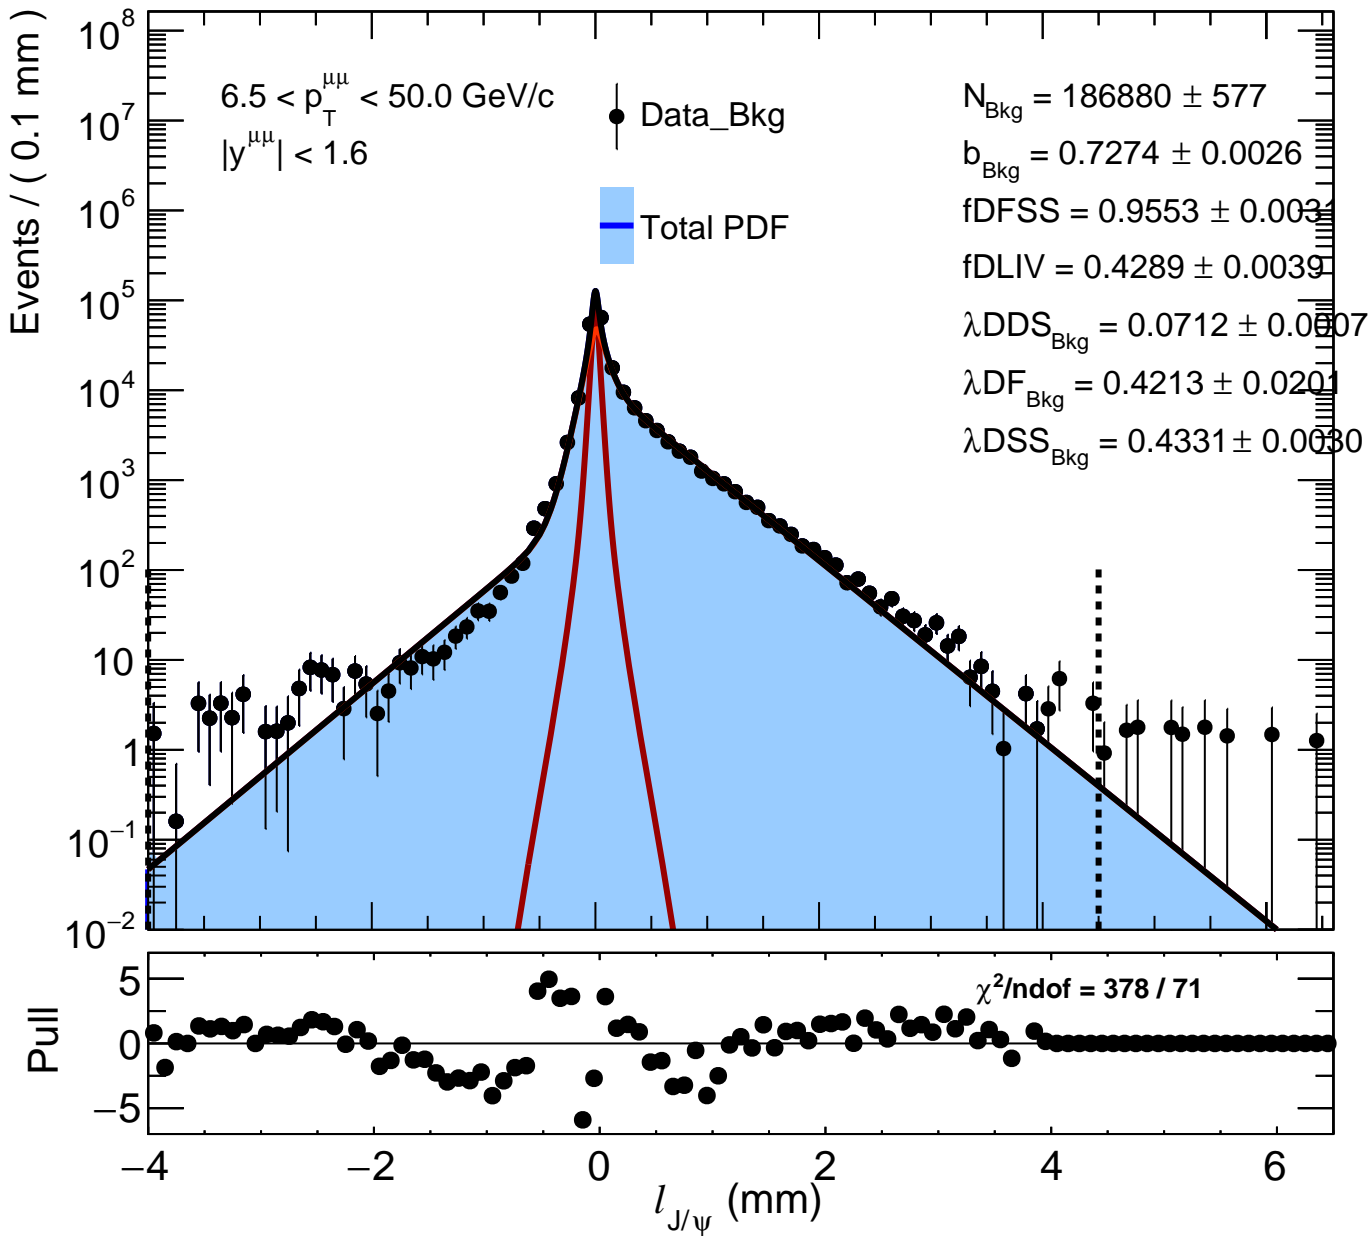 6.5 < p_T^μμ < 50.0 GeV/c
|y^μμ| < 1.6
Data_Bkg
Total PDF
N_Bkg = 186880 ± 577
b_Bkg = 0.7274 ± 0.0026
fDFSS = 0.9553 ± 0.0031
fDLIV = 0.4289 ± 0.0039
λDDS_Bkg = 0.0712 ± 0.0007
λDF_Bkg = 0.4213 ± 0.0201
λDSS_Bkg = 0.4331 ± 0.0030
Events / ( 0.1 mm )
10^8
10^7
10^6
10^5
10^4
10^3
10^2
10
1
10^−1
10^−2
χ^2/ndof = 378 / 71
Pull
5
0
−5
−4 −2 0 2 4 6
l_J/ψ (mm)